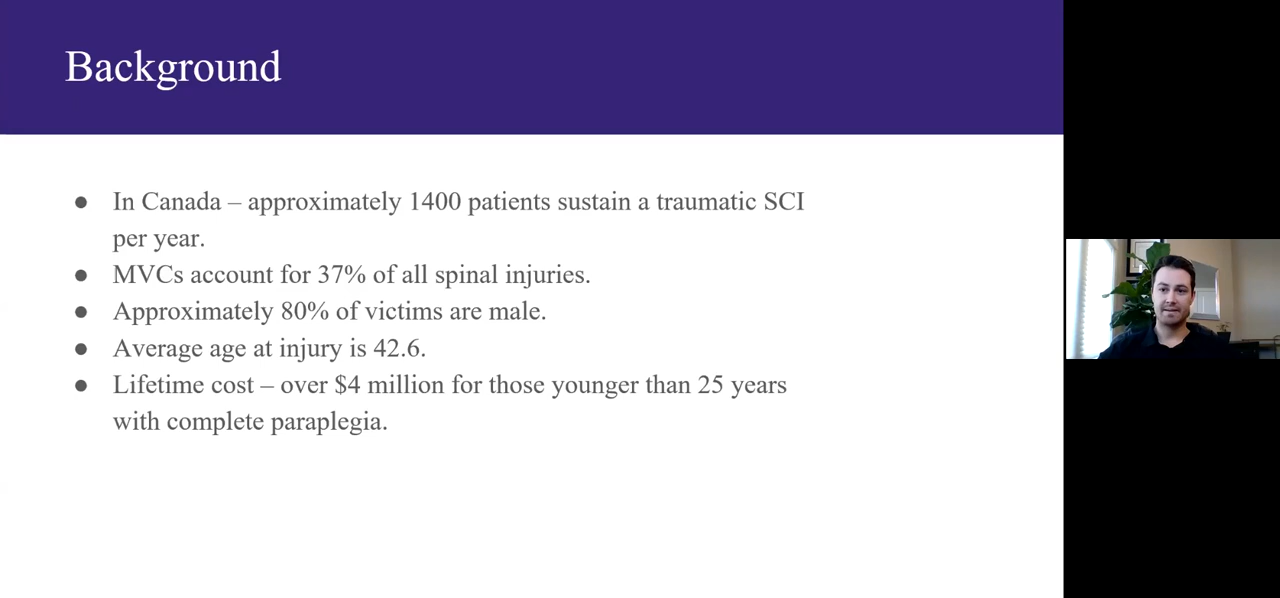 Background
● In Canada – approximately 1400 patients sustain a traumatic SCI
per year.
● MVCs account for 37% of all spinal injuries.
● Approximately 80% of victims are male.
● Average age at injury is 42.6.
● Lifetime cost – over $4 million for those younger than 25 years
with complete paraplegia.